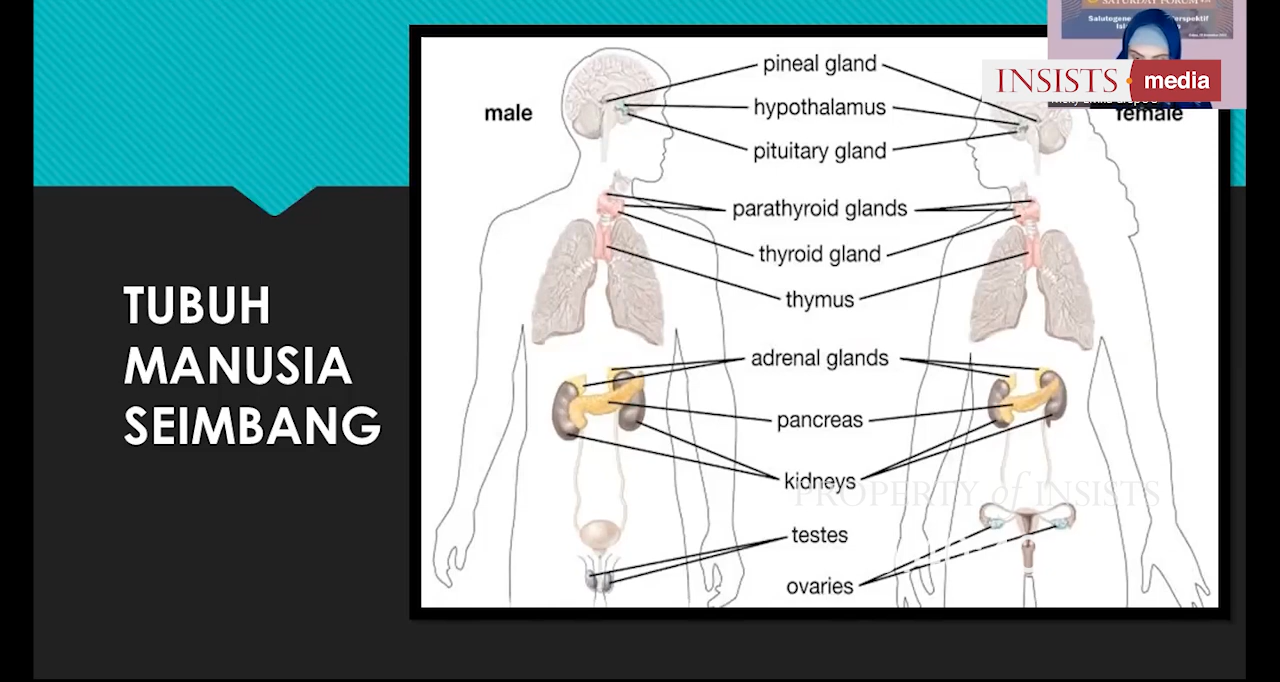 SATURDAY FORUM
INSISTS media
male
female
pineal gland
hypothalamus
pituitary gland
parathyroid glands
thyroid gland
thymus
adrenal glands
pancreas
kidneys
testes
ovaries
TUBUH
MANUSIA
SEIMBANG
PROPERTY of INSISTS